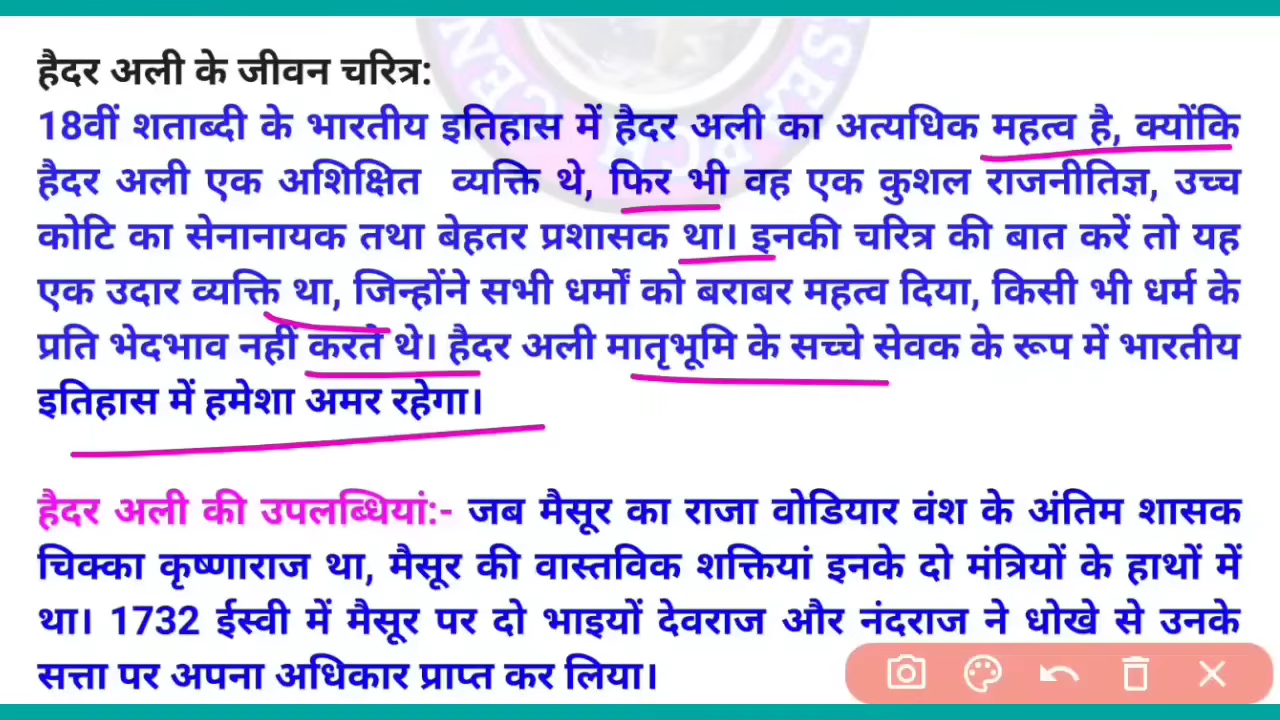 हैदर अली के जीवन चरित्र:
18वीं शताब्दी के भारतीय इतिहास में हैदर अली का अत्यधिक महत्व है, क्योंकि
हैदर अली एक अशिक्षित व्यक्ति थे, फिर भी वह एक कुशल राजनीतिज्ञ, उच्च
कोटि का सेनानायक तथा बेहतर प्रशासक था। इनकी चरित्र की बात करें तो यह
एक उदार व्यक्ति था, जिन्होंने सभी धर्मों को बराबर महत्व दिया, किसी भी धर्म के
प्रति भेदभाव नहीं करते थे। हैदर अली मातृभूमि के सच्चे सेवक के रूप में भारतीय
इतिहास में हमेशा अमर रहेगा।
हैदर अली की उपलब्धियां:- जब मैसूर का राजा वोडियार वंश के अंतिम शासक
चिक्का कृष्णाराज था, मैसूर की वास्तविक शक्तियां इनके दो मंत्रियों के हाथों में
था। 1732 ईस्वी में मैसूर पर दो भाइयों देवराज और नंदराज ने धोखे से उनके
सत्ता पर अपना अधिकार प्राप्त कर लिया।